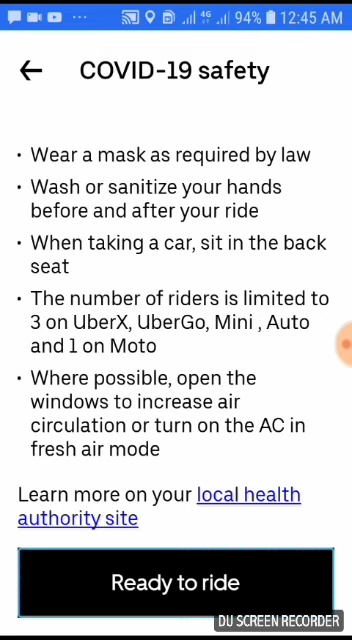 4G 94% 12:45 AM
COVID-19 safety
• Wear a mask as required by law
• Wash or sanitize your hands
before and after your ride
• When taking a car, sit in the back
seat
• The number of riders is limited to
3 on UberX, UberGo, Mini , Auto
and 1 on Moto
• Where possible, open the
windows to increase air
circulation or turn on the AC in
fresh air mode
Learn more on your local health
authority site
Ready to ride
DU SCREEN RECORDER